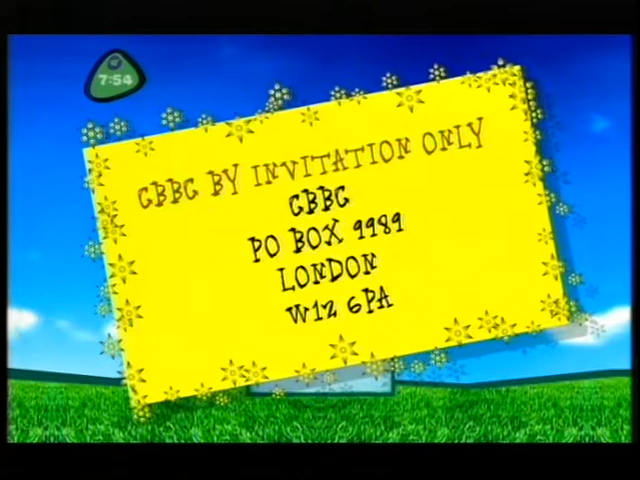 7:54
CBBC BY INVITATION ONLY
CBBC
PO BOX 9989
LONDON
W12 6PA